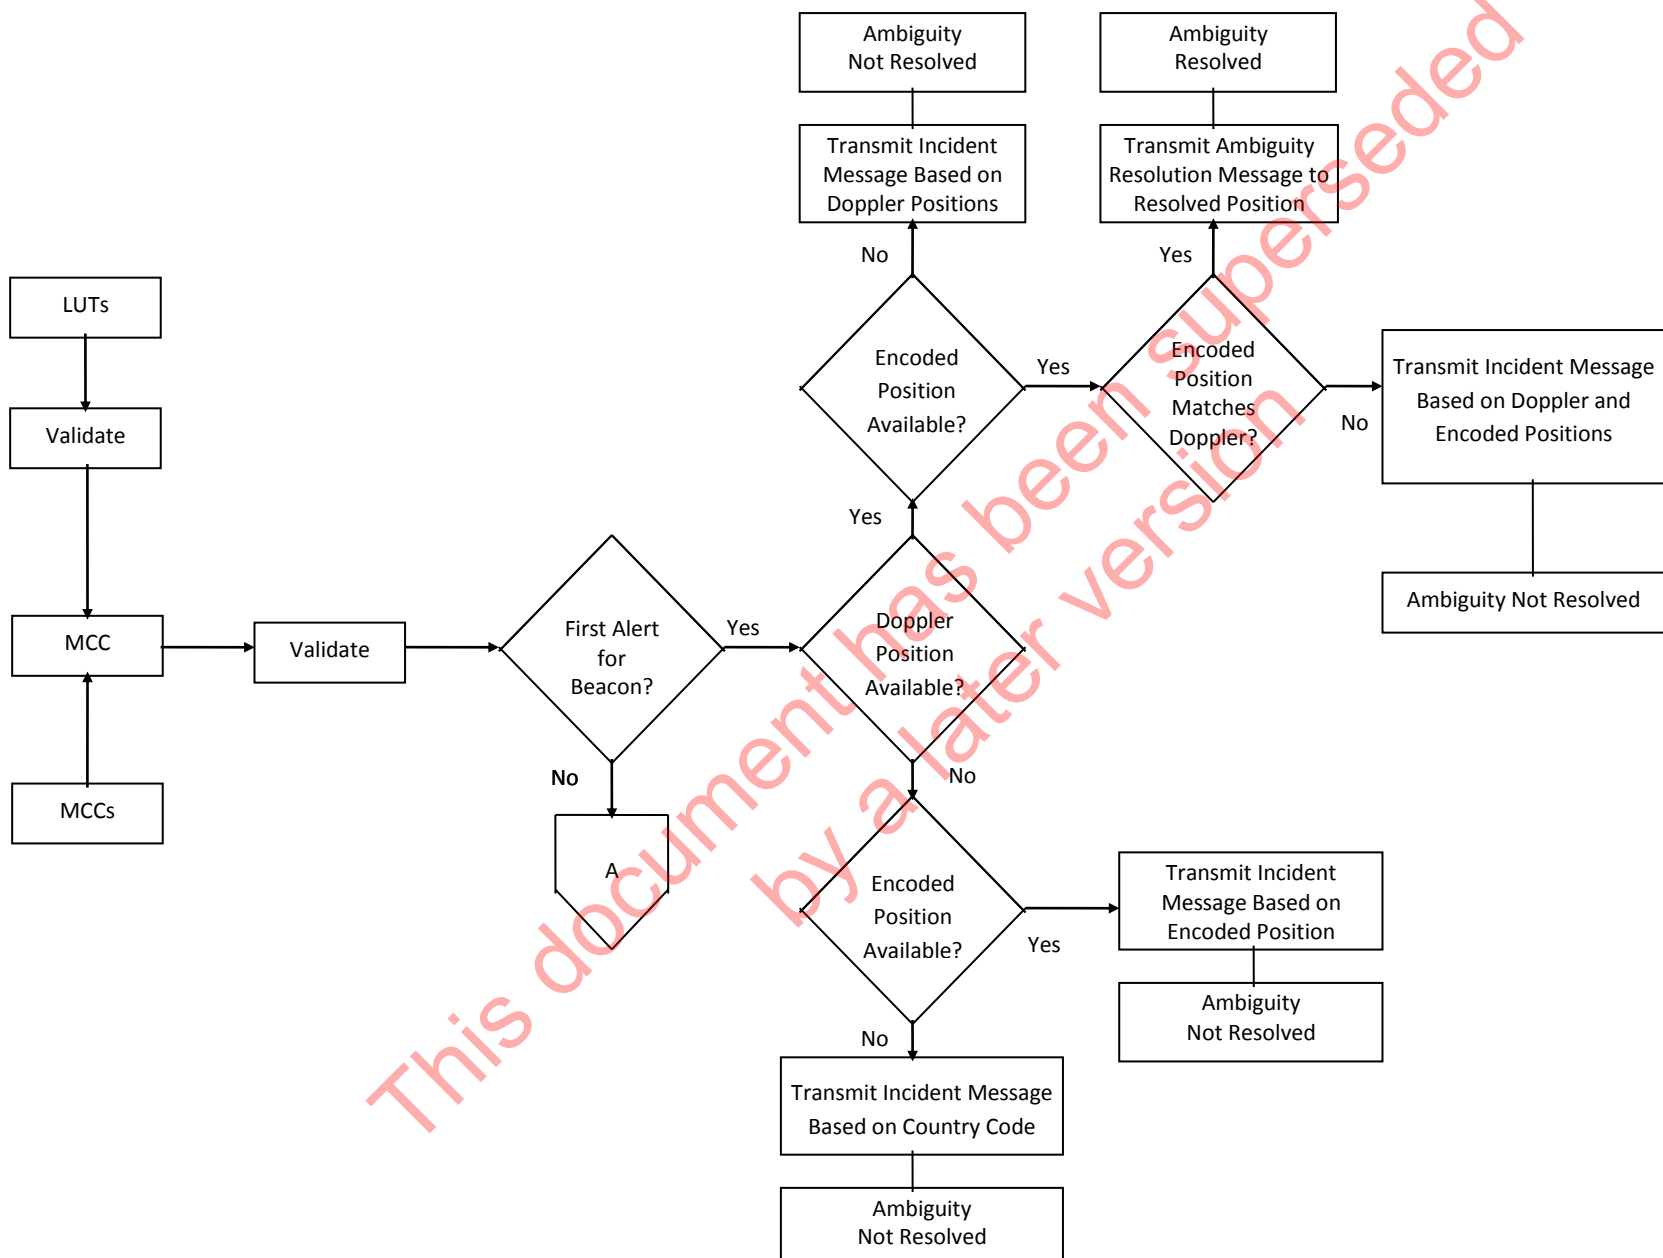 Ambiguity
Not Resolved
Ambiguity
Resolved
Transmit Incident
Message Based on
Doppler Positions
Transmit Ambiguity
Resolution Message to
Resolved Position
No
Yes
LUTs
Encoded
Position
Available?
Yes
Encoded
Position
Matches
Doppler?
No
Transmit Incident Message
Based on Doppler and
Encoded Positions
Validate
Yes
Ambiguity Not Resolved
MCC
Validate
First Alert
for
Beacon?
Yes
Doppler
Position
Available?
No
No
MCCs
A
Encoded
Position
Available?
Yes
Transmit Incident
Message Based on
Encoded Position
Ambiguity
Not Resolved
No
Transmit Incident Message
Based on Country Code
Ambiguity
Not Resolved
This document has been superseded
by a later version